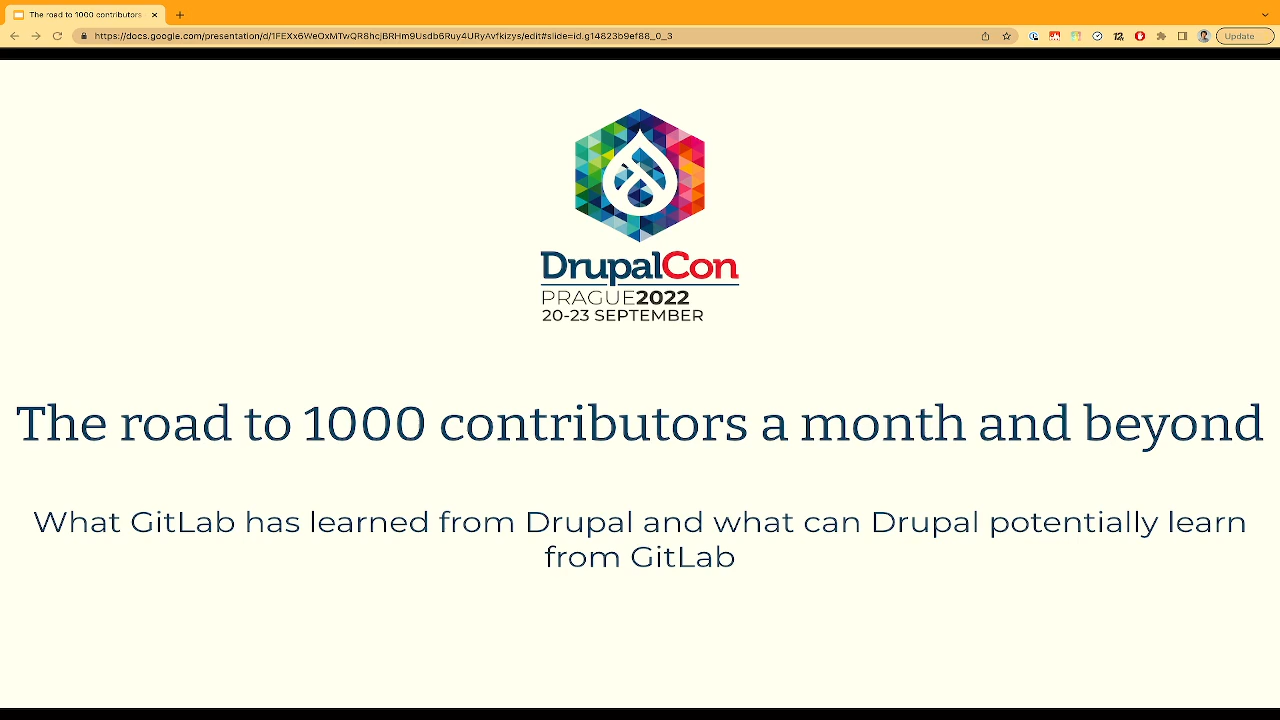 The road to 1000 contributors
https://docs.google.com/presentation/d/1FEXx6WeOxMTwQR8hcJBRHm9Usdb6Ruy4URyAvfkizys/edit#slide=id.g14823b9ef88_0_3
Update
DrupalCon
PRAGUE2022
20-23 SEPTEMBER
The road to 1000 contributors a month and beyond
What GitLab has learned from Drupal and what can Drupal potentially learn
from GitLab